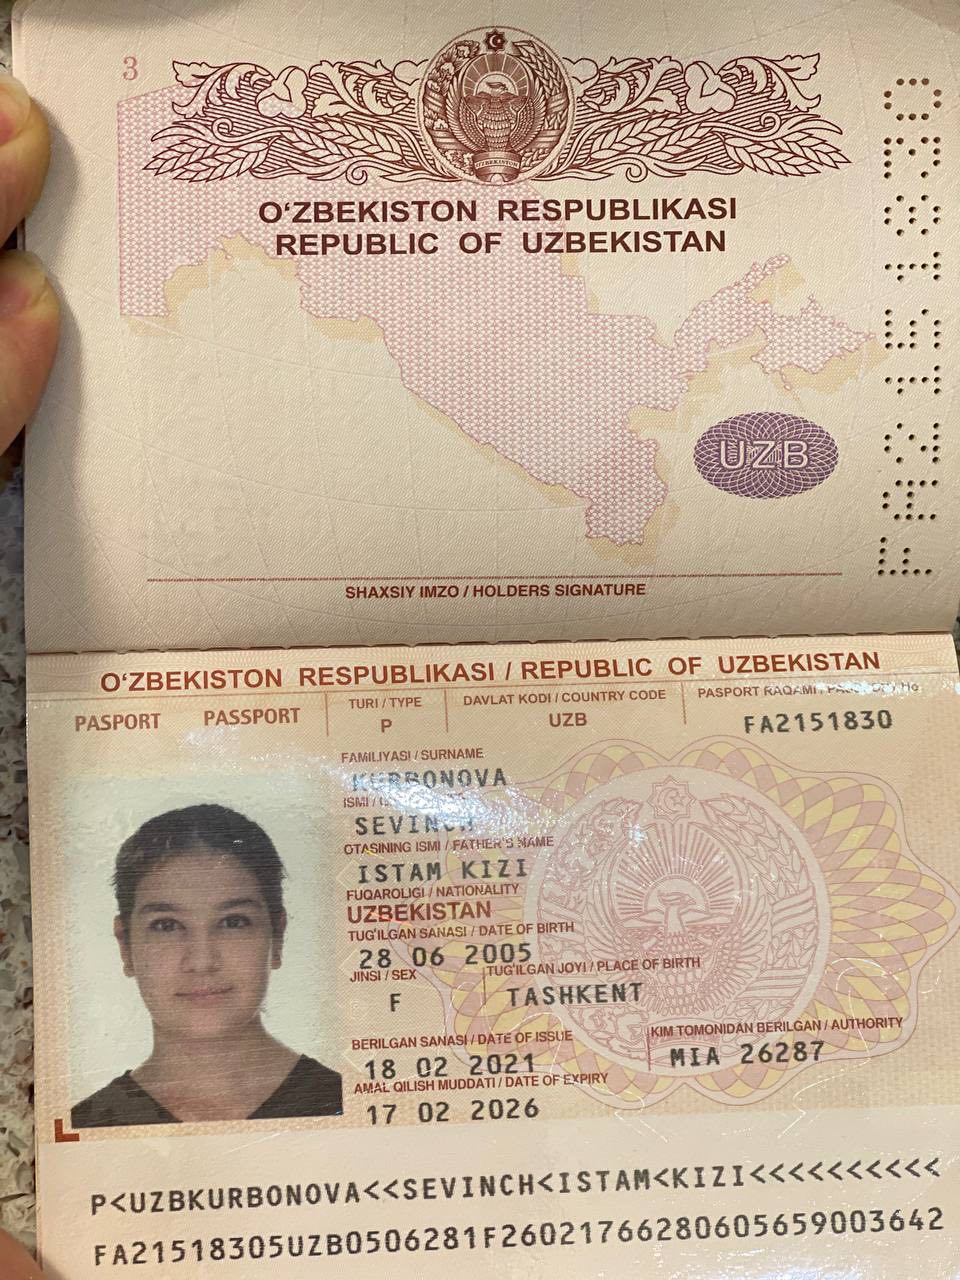 3
O‘ZBEKISTON
O‘ZBEKISTON RESPUBLIKASI
REPUBLIC OF UZBEKISTAN
UZB
FA2151830
SHAXSIY IMZO / HOLDERS SIGNATURE
O‘ZBEKISTON RESPUBLIKASI / REPUBLIC OF UZBEKISTAN
PASPORT PASSPORT
TURI / TYPE
P
DAVLAT KODI / COUNTRY CODE
UZB
PASPORT RAQAMI /
FA2151830
FAMILIYASI / SURNAME
KURBONOVA
ISMI /
SEVINCH
OTASINING ISMI / FATHER'S NAME
ISTAM KIZI
FUQAROLIGI / NATIONALITY
UZBEKISTAN
TUG'ILGAN SANASI / DATE OF BIRTH
28 06 2005
JINSI / SEX
F
TUG'ILGAN JOYI / PLACE OF BIRTH
TASHKENT
BERILGAN SANASI / DATE OF ISSUE
18 02 2021
KIM TOMONIDAN BERILGAN / AUTHORITY
MIA 26287
AMAL QILISH MUDDATI / DATE OF EXPIRY
17 02 2026
P<UZBKURBONOVA<<SEVINCH<ISTAM<KIZI<<<<<<<<<<
FA21518305UZB0506281F26021766280605659003642